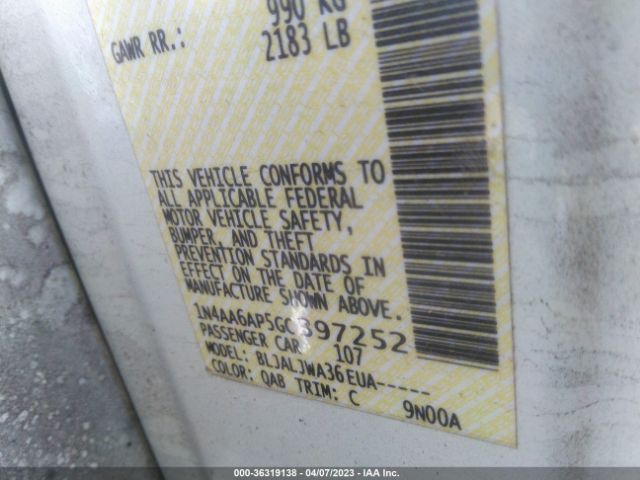 990 KG
GAWR RR.: 2183 LB
THIS VEHICLE CONFORMS TO
ALL APPLICABLE FEDERAL
MOTOR VEHICLE SAFETY,
BUMPER, AND THEFT
PREVENTION STANDARDS IN
EFFECT ON THE DATE OF
MANUFACTURE SHOWN ABOVE.
1N4AA6AP5GC397252
PASSENGER CAR 107
MODEL: BLJALJWA36EUA-----
COLOR: QAB TRIM: C 9N00A
000-36319138 - 04/07/2023 - IAA Inc.